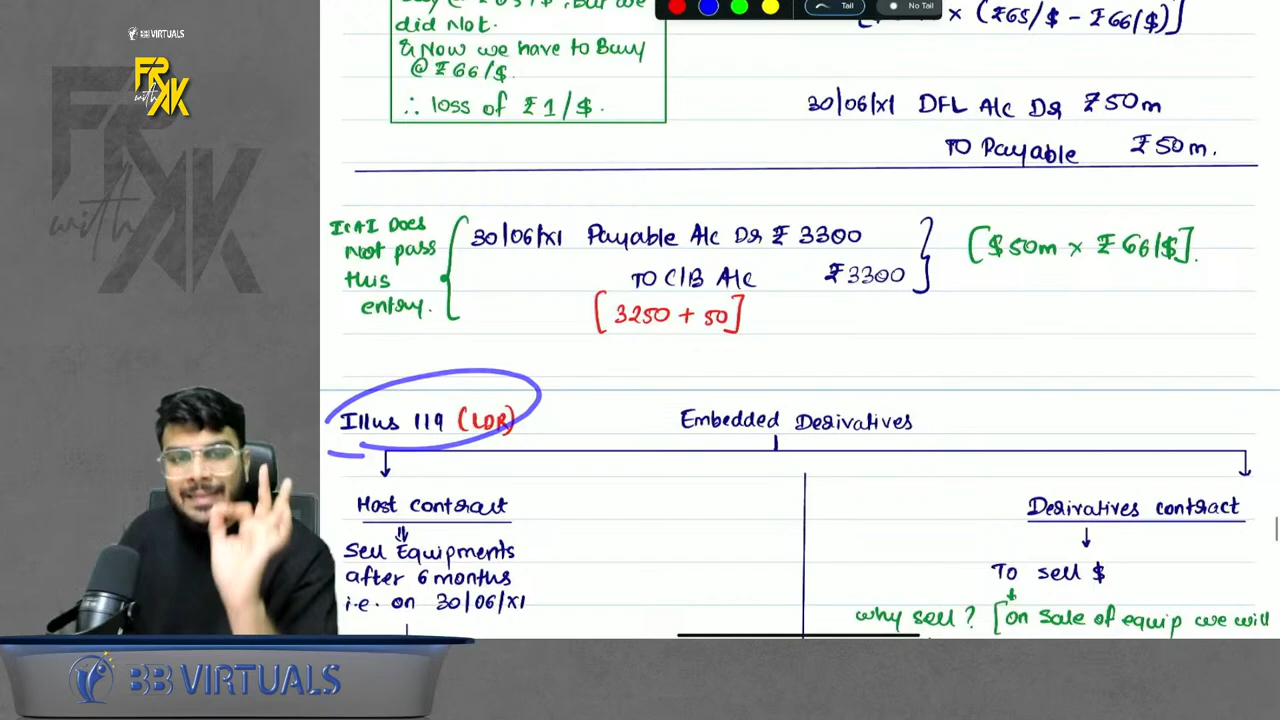 BB VIRTUALS
FR
with
AK
Tail
No Tail
did Not.
& Now we have to Buy
@ ₹66/$.
∴ loss of ₹1/$.
x (₹65/$ - ₹66/$)]
30/06/x1 DFL A/c Dr ₹50m
TO Payable ₹50m.
ICAI Does
Not pass
this
entry.
30/06/x1 Payable A/c Dr ₹3300
TO C/B A/c ₹3300
[3250 + 50]
[$50m x ₹66/$].
Illus 119 (LDR)
Embedded Derivatives
Host contract
Sell Equipments
after 6 months
i.e. on 30/06/x1
Derivatives contract
To sell $
why sell? [on sale of equip we will
BB VIRTUALS